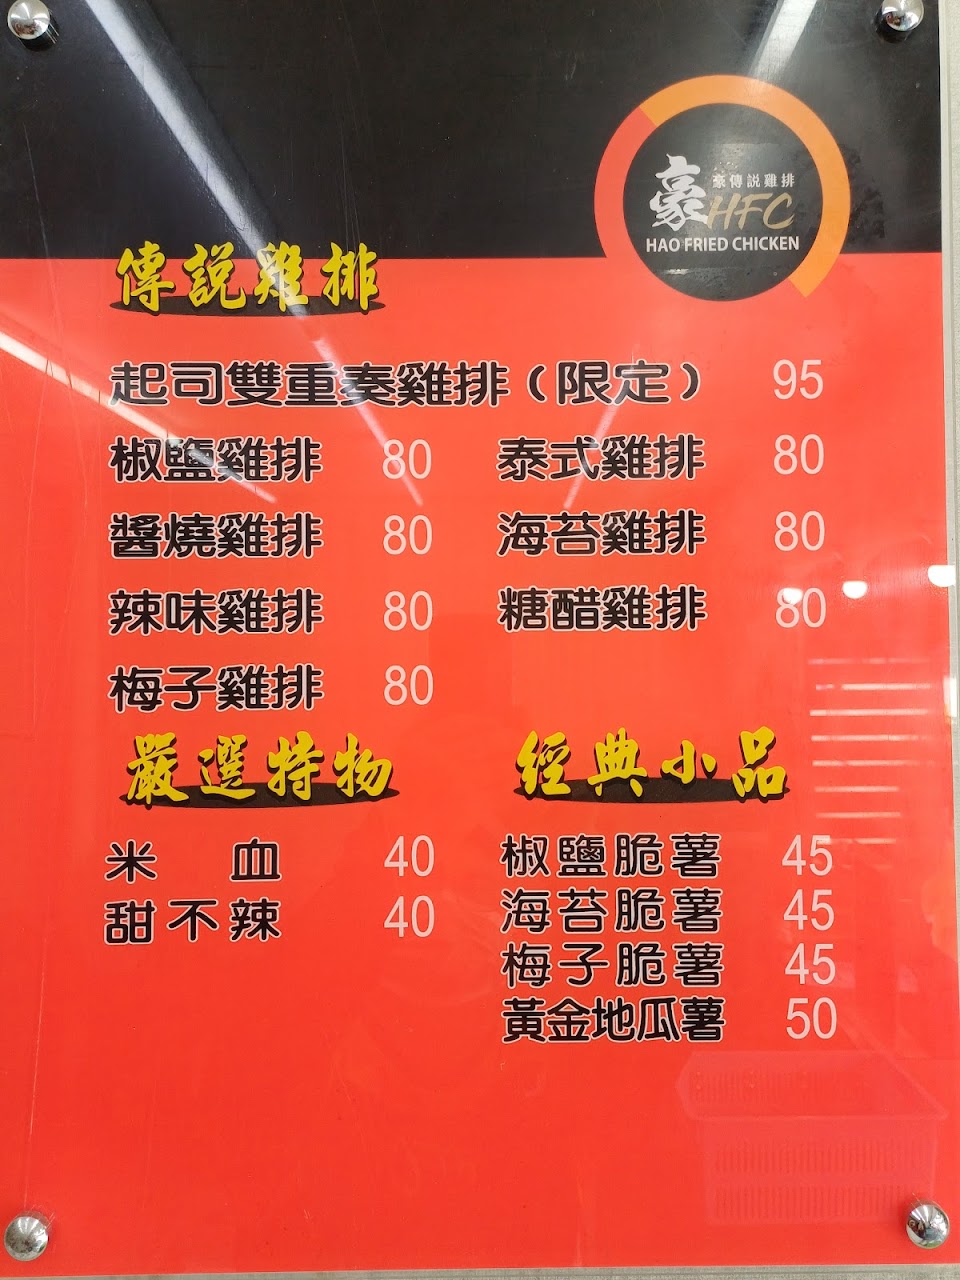 豪傳說雞排
豪HFC
HAO FRIED CHICKEN
傳說雞排
起司雙重奏雞排（限定） 95
椒鹽雞排 80 泰式雞排 80
醬燒雞排 80 海苔雞排 80
辣味雞排 80 糖醋雞排 80
梅子雞排 80
嚴選特物
米 血 40
甜不辣 40
經典小品
椒鹽脆薯 45
海苔脆薯 45
梅子脆薯 45
黃金地瓜薯 50